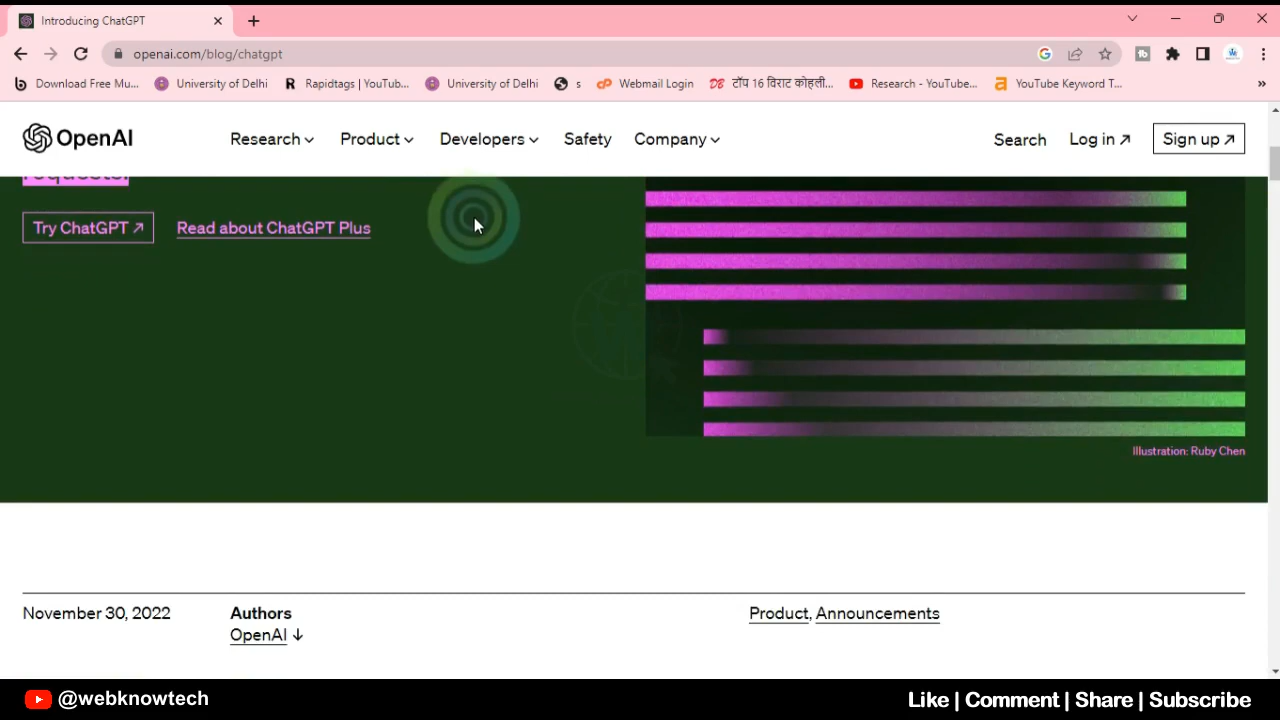 Introducing ChatGPT
openai.com/blog/chatgpt
Download Free Mu...
University of Delhi
Rapidtags | YouTub...
University of Delhi
s
Webmail Login
टॉप 16 विराट कोहली...
Research - YouTube...
YouTube Keyword T...
OpenAI
Research
Product
Developers
Safety
Company
Search
Log in
Sign up
requests.
Try ChatGPT
Read about ChatGPT Plus
Illustration: Ruby Chen
November 30, 2022
Authors
OpenAI
Product, Announcements
@webknowtech
Like | Comment | Share | Subscribe